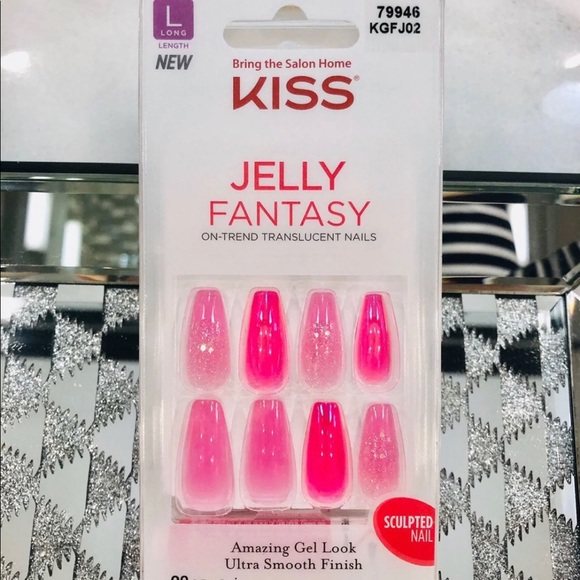 L
LONG
LENGTH
NEW
79946
KGFJ02
Bring the Salon Home
KISS®
JELLY
FANTASY
ON-TREND TRANSLUCENT NAILS
SCULPTED
NAIL
Amazing Gel Look
Ultra Smooth Finish